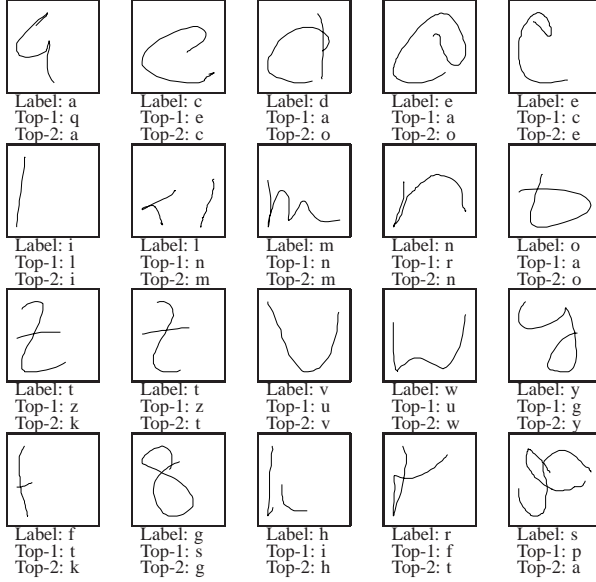 Label: a
Top-1: q
Top-2: a
Label: c
Top-1: e
Top-2: c
Label: d
Top-1: a
Top-2: o
Label: e
Top-1: a
Top-2: o
Label: e
Top-1: c
Top-2: e
Label: i
Top-1: l
Top-2: i
Label: l
Top-1: n
Top-2: m
Label: m
Top-1: n
Top-2: m
Label: n
Top-1: r
Top-2: n
Label: o
Top-1: a
Top-2: o
Label: t
Top-1: z
Top-2: k
Label: t
Top-1: z
Top-2: t
Label: v
Top-1: u
Top-2: v
Label: w
Top-1: u
Top-2: w
Label: y
Top-1: g
Top-2: y
Label: f
Top-1: t
Top-2: k
Label: g
Top-1: s
Top-2: g
Label: h
Top-1: i
Top-2: h
Label: r
Top-1: f
Top-2: t
Label: s
Top-1: p
Top-2: a